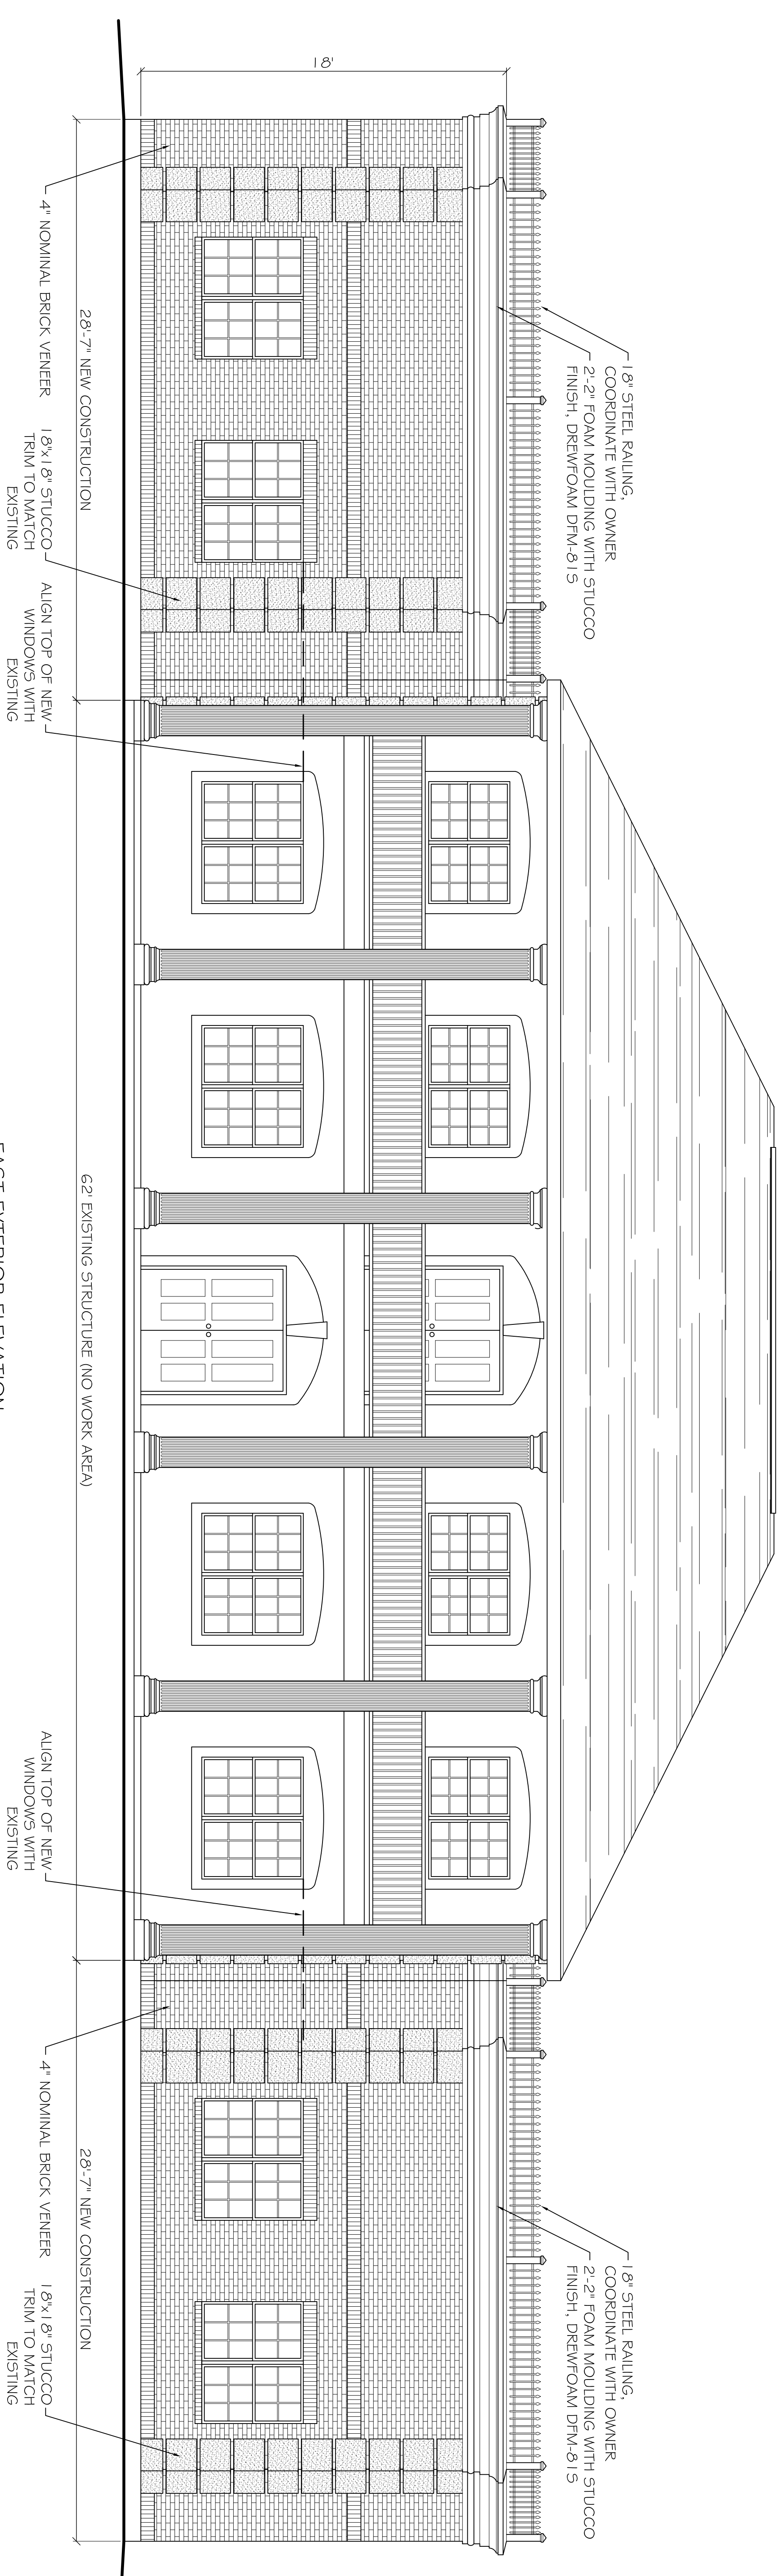 18" STEEL RAILING,
COORDINATE WITH OWNER
2'-2" FOAM MOULDING WITH STUCCO
FINISH, DREWFOAM DFM-815
18" STEEL RAILING,
COORDINATE WITH OWNER
2'-2" FOAM MOULDING WITH STUCCO
FINISH, DREWFOAM DFM-815
18'
28'-7" NEW CONSTRUCTION
62' EXISTING STRUCTURE (NO WORK AREA)
28'-7" NEW CONSTRUCTION
4" NOMINAL BRICK VENEER
18"x18" STUCCO
TRIM TO MATCH
EXISTING
ALIGN TOP OF NEW
WINDOWS WITH
EXISTING
ALIGN TOP OF NEW
WINDOWS WITH
EXISTING
4" NOMINAL BRICK VENEER
18"x18" STUCCO
TRIM TO MATCH
EXISTING
EAST EXTERIOR ELEVATION